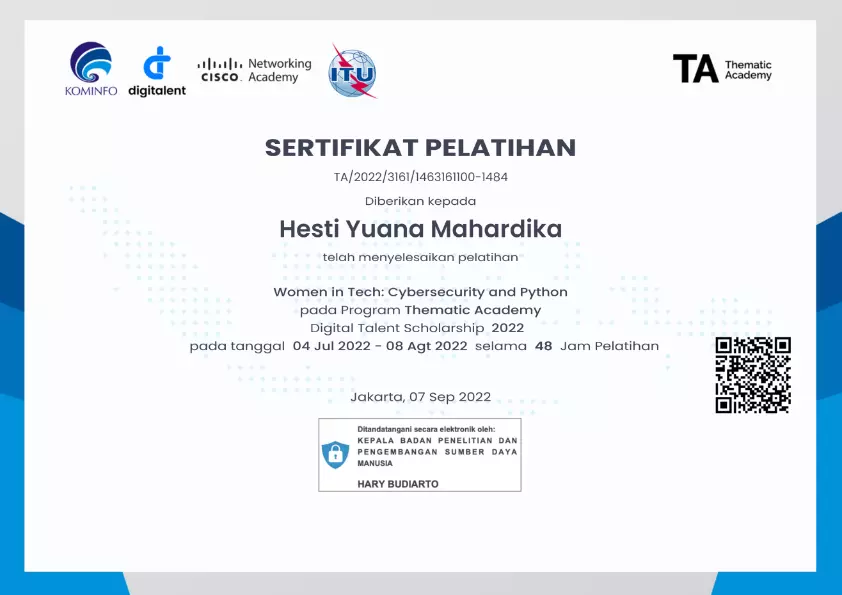 KOMINFO
digitalent
CISCO. Networking Academy
ITU
TA Thematic Academy
SERTIFIKAT PELATIHAN
TA/2022/3161/1463161100-1484
Diberikan kepada
Hesti Yuana Mahardika
telah menyelesaikan pelatihan
Women in Tech: Cybersecurity and Python
pada Program Thematic Academy
Digital Talent Scholarship 2022
pada tanggal 04 Jul 2022 - 08 Agt 2022 selama 48 Jam Pelatihan
Jakarta, 07 Sep 2022
Ditandatangani secara elektronik oleh:
KEPALA BADAN PENELITIAN DAN
PENGEMBANGAN SUMBER DAYA
MANUSIA
HARY BUDIARTO